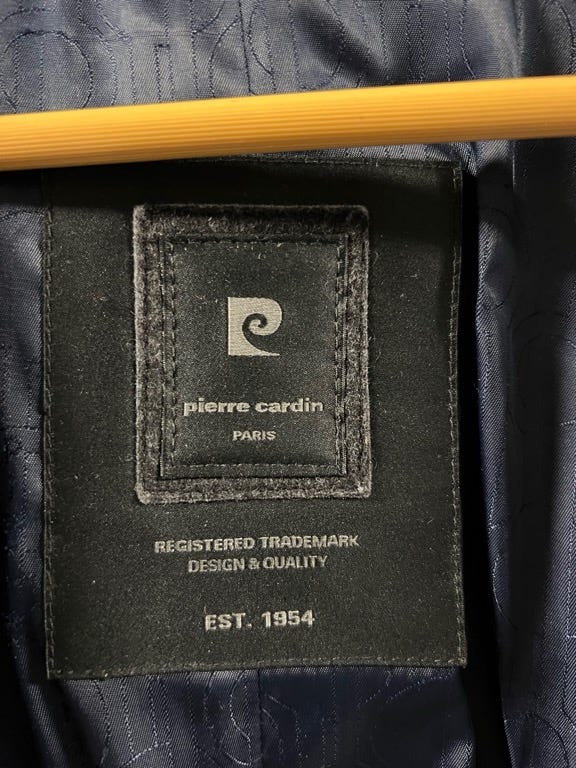 pierre cardin
PARIS
REGISTERED TRADEMARK
DESIGN & QUALITY
EST. 1954